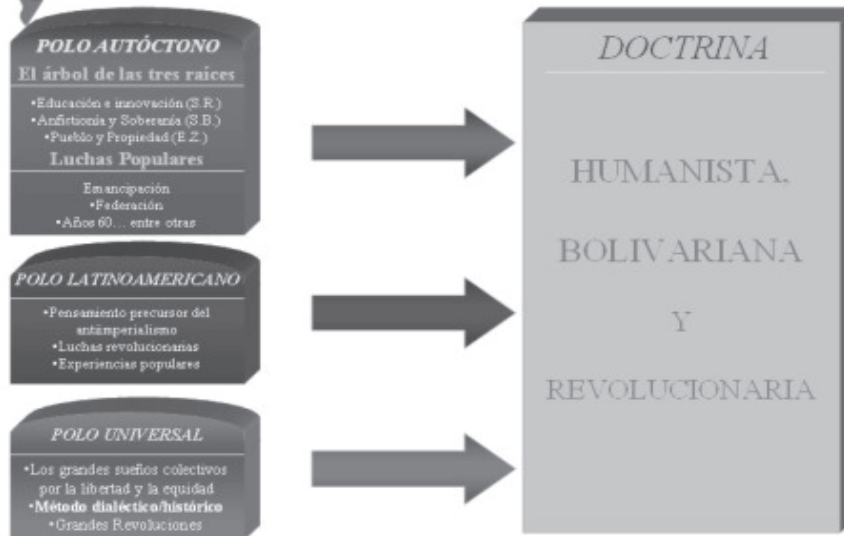 POLO AUTÓCTONO
El árbol de las tres raíces
•Educación e innovación (S.R.)
•Anfictionía y Soberanía (S.B.)
•Pueblo y Propiedad (E.Z.)
Luchas Populares
Emancipación
•Federación
•Años 60... entre otras
POLO LATINOAMERICANO
•Pensamiento precursor del
antiimperialismo
•Luchas revolucionarias
•Experiencias populares
POLO UNIVERSAL
•Los grandes sueños colectivos
por la libertad y la equidad
•Método dialéctico/histórico
•Grandes Revoluciones
DOCTRINA
HUMANISTA,
BOLIVARIANA
Y
REVOLUCIONARIA